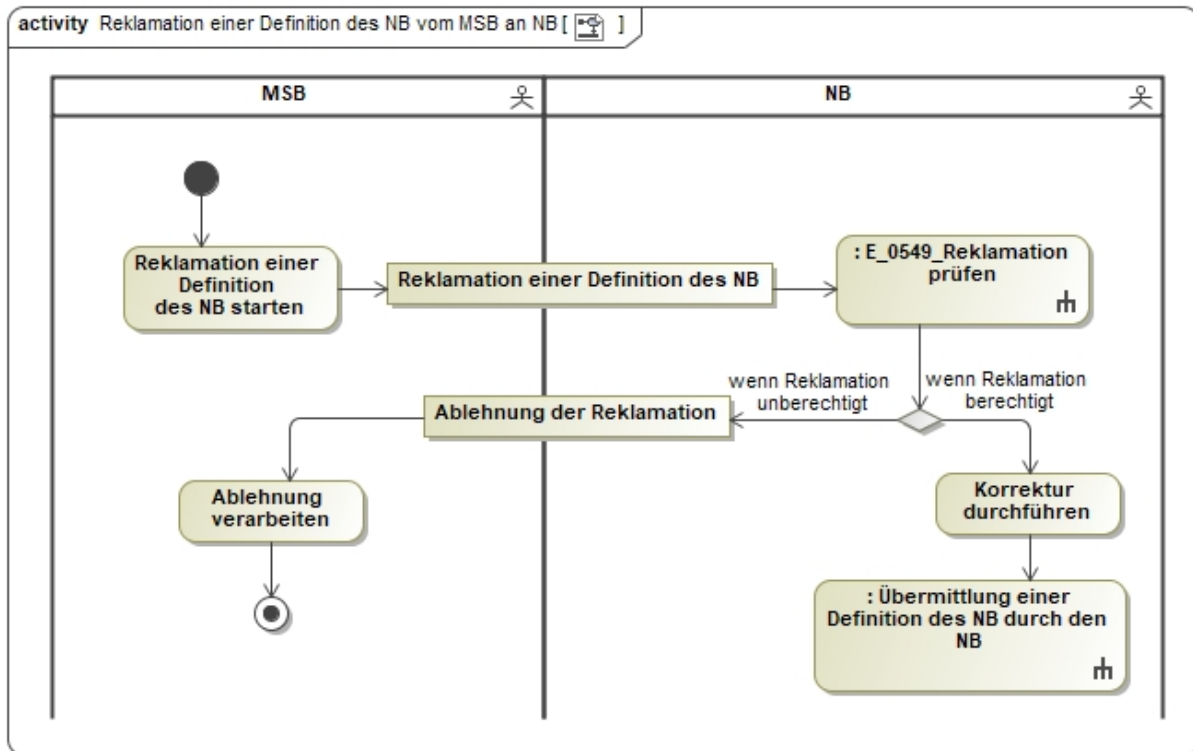 activity Reklamation einer Definition des NB vom MSB an NB [ ]
MSB
NB
Reklamation einer
Definition
des NB starten
Reklamation einer Definition des NB
: E_0549_Reklamation
prüfen
wenn Reklamation
unberechtigt
wenn Reklamation
berechtigt
Ablehnung der Reklamation
Ablehnung
verarbeiten
Korrektur
durchführen
: Übermittlung einer
Definition des NB durch den
NB